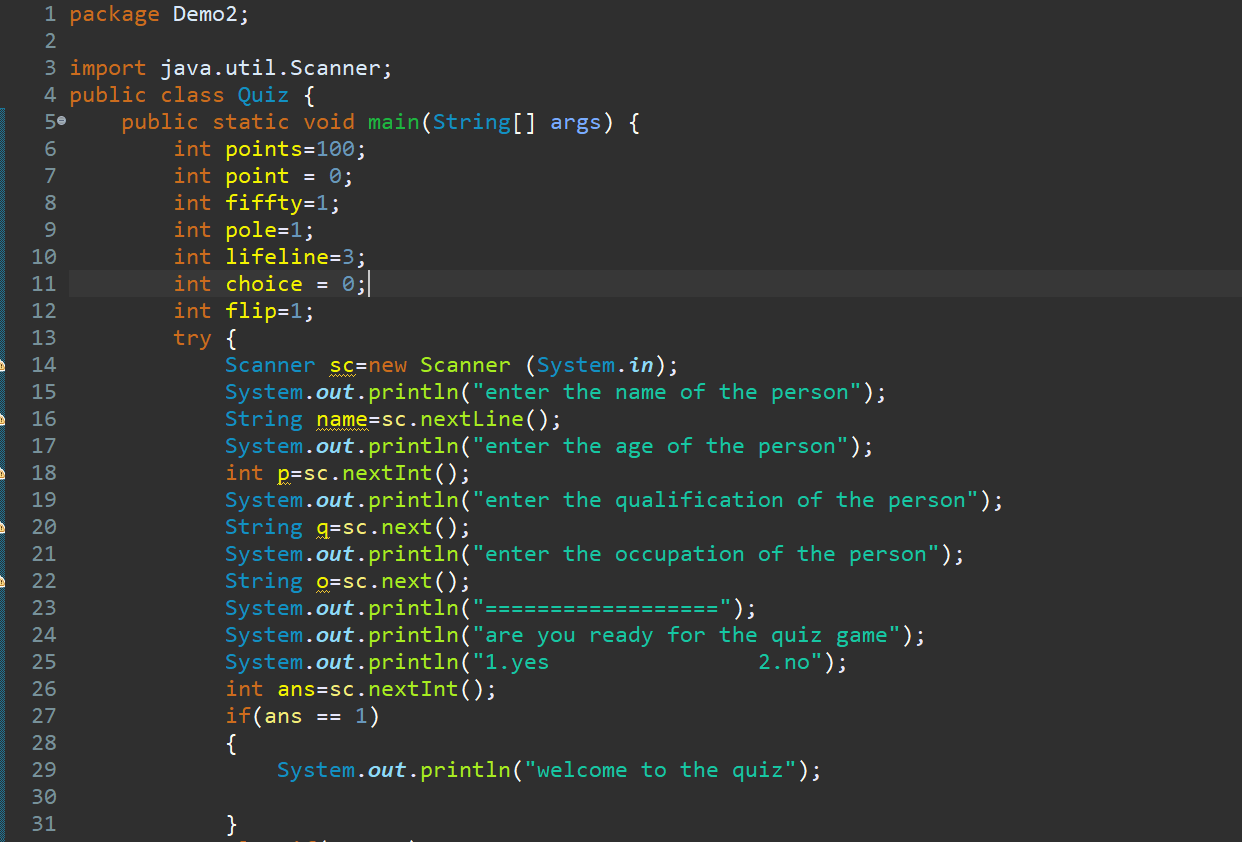 1 package Demo2;
2
3 import java.util.Scanner;
4 public class Quiz {
5 public static void main(String[] args) {
6 int points=100;
7 int point = 0;
8 int fiffty=1;
9 int pole=1;
10 int lifeline=3;
11 int choice = 0;
12 int flip=1;
13 try {
14 Scanner sc=new Scanner (System.in);
15 System.out.println("enter the name of the person");
16 String name=sc.nextLine();
17 System.out.println("enter the age of the person");
18 int p=sc.nextInt();
19 System.out.println("enter the qualification of the person");
20 String q=sc.next();
21 System.out.println("enter the occupation of the person");
22 String o=sc.next();
23 System.out.println("==================");
24 System.out.println("are you ready for the quiz game");
25 System.out.println("1.yes                2.no");
26 int ans=sc.nextInt();
27 if(ans == 1)
28 {
29 System.out.println("welcome to the quiz");
30
31 }